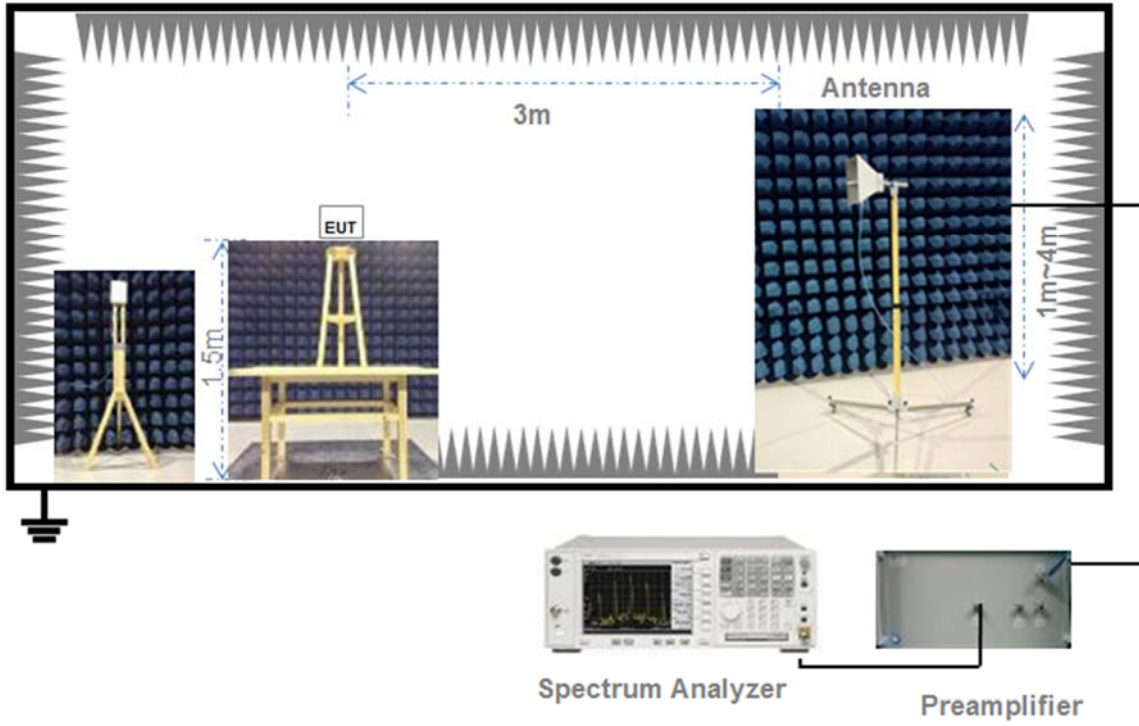 Antenna
3m
EUT
1.5m
1m~4m
Spectrum Analyzer
Preamplifier